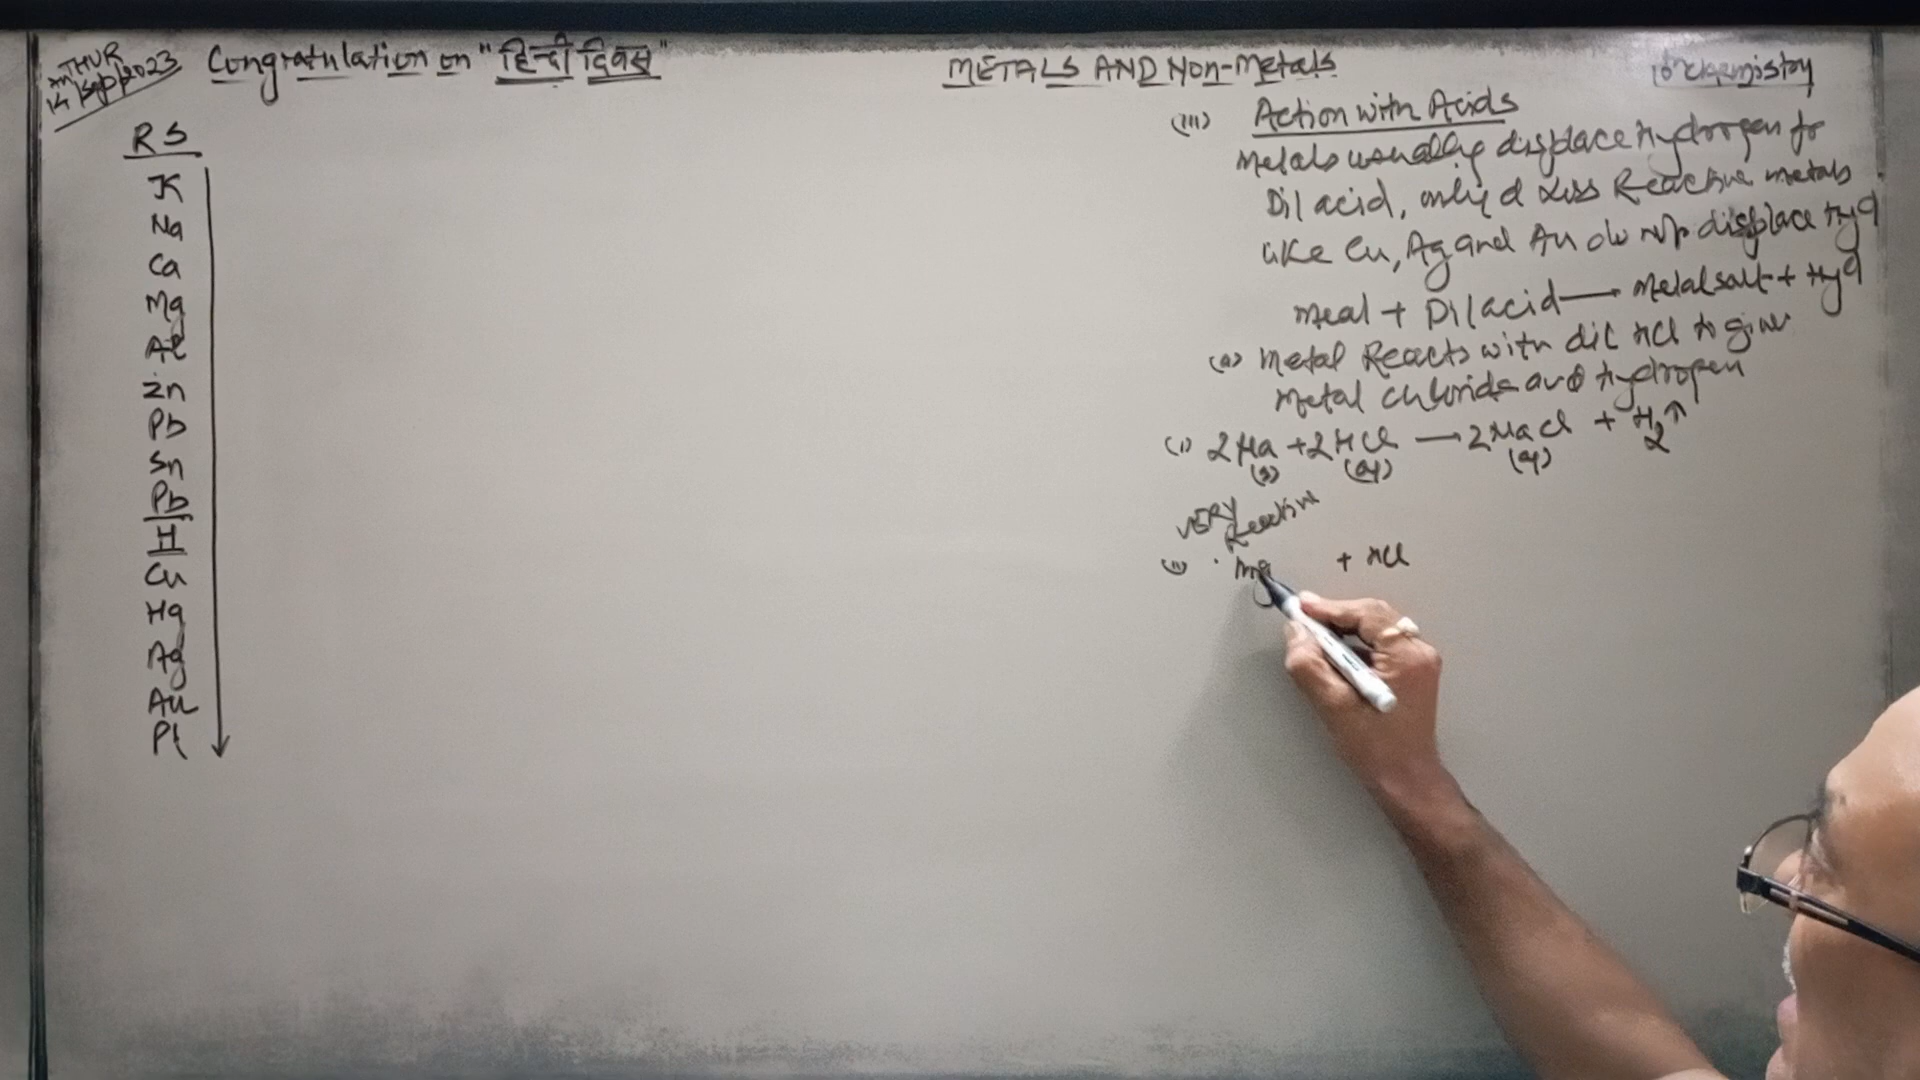 THUR
14 Sep/2023
Congratulation on "हिन्दी दिवस"
METALS AND Non-Metals
10th Chemistry
RS
K
Na
Ca
Mg
Al
Zn
Pb
Sn
Pb
H
Cu
Hg
Ag
Au
Pt
(III) Action with Acids
Metals usually displace Hydrogen fr
Dil acid, only Less Reactive metals
like Cu, Ag and Au do not displace Hyd
Meal + Dil acid → Metal salt + Hyd
(a) Metal Reacts with dil HCl to give
Metal Chloride and Hydrogen
(i) 2Na + 2HCl → 2NaCl + H₂↑
(s) (aq) (aq)
VERY
Reactive
(ii) Mg + HCl